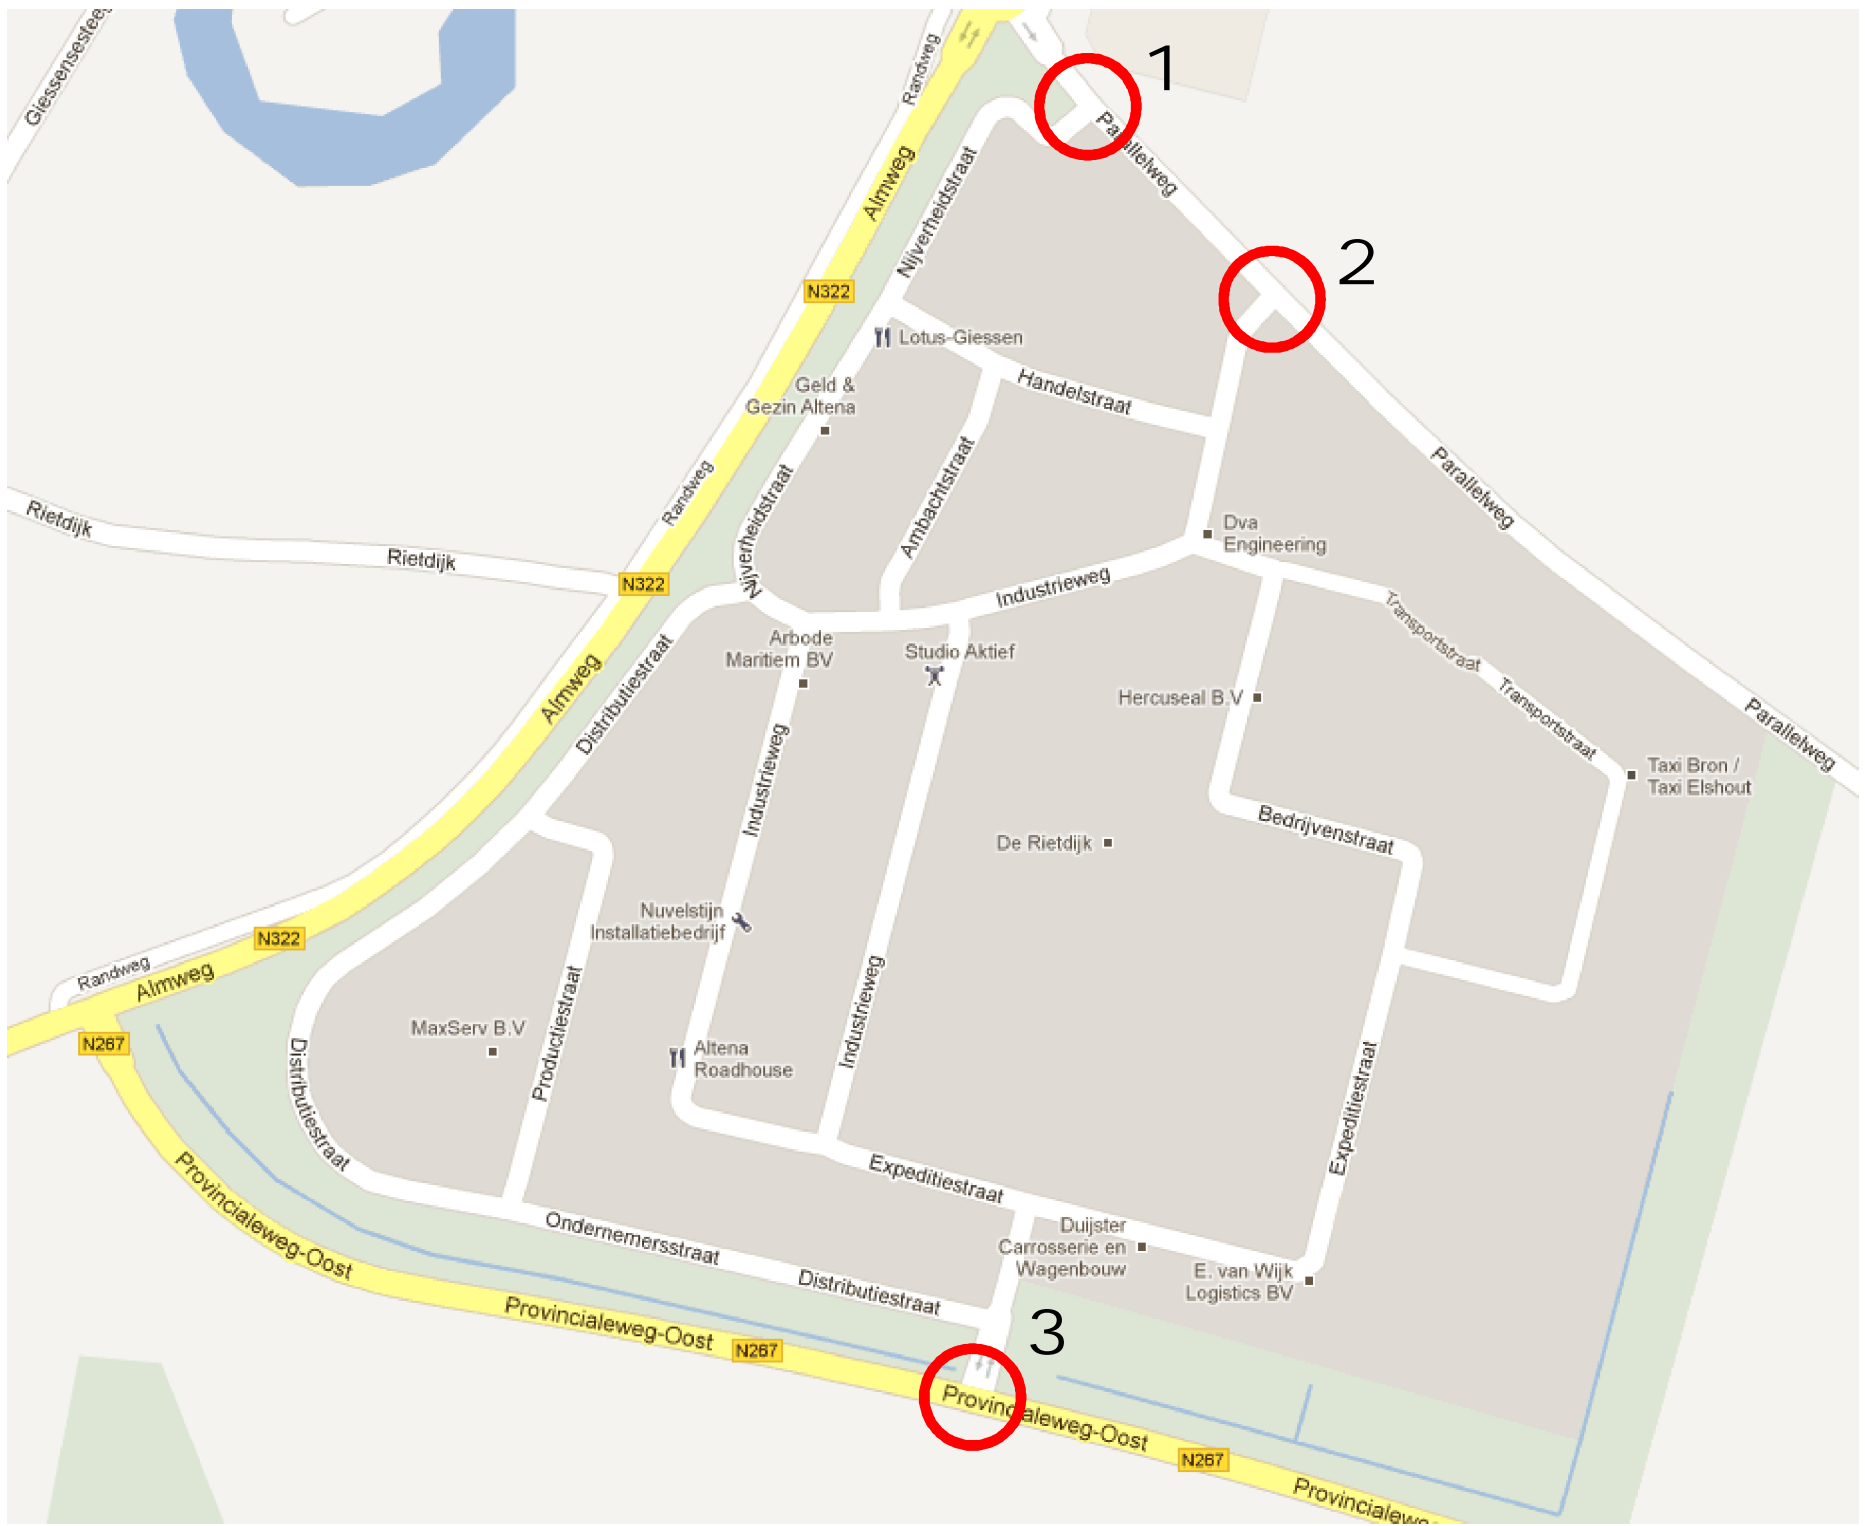 Giessensesteeg
Randweg
1
Parallelweg
Almweg
Nijverheidstraat
2
N322
Lotus-Giessen
Geld &
Gezin Altena
Handelstraat
Ambachtstraat
Parallelweg
Randweg
Nijverheidstraat
Rietdijk
Rietdijk
Dva
Engineering
N322
Industrieweg
Transportstraat
Arbode
Maritiem BV
Studio Aktief
Almweg
Distributiestraat
Hercuseal B.V
Transportstraat
Parallelweg
Taxi Bron /
Taxi Elshout
Industrieweg
De Rietdijk
Bedrijvenstraat
Nuvelstijn
Installatiebedrijf
N322
Randweg
Almweg
Industrieweg
Productiestraat
MaxServ B.V
N267
Altena
Roadhouse
Distributiestraat
Expeditiestraat
Provincialeweg-Oost
Expeditiestraat
Ondernemersstraat
Duijster
Carrosserie en
Wagenbouw
E. van Wijk
Logistics BV
Distributiestraat
3
Provincialeweg-Oost
N267
Provincialeweg-Oost
N267
Provincialeweg